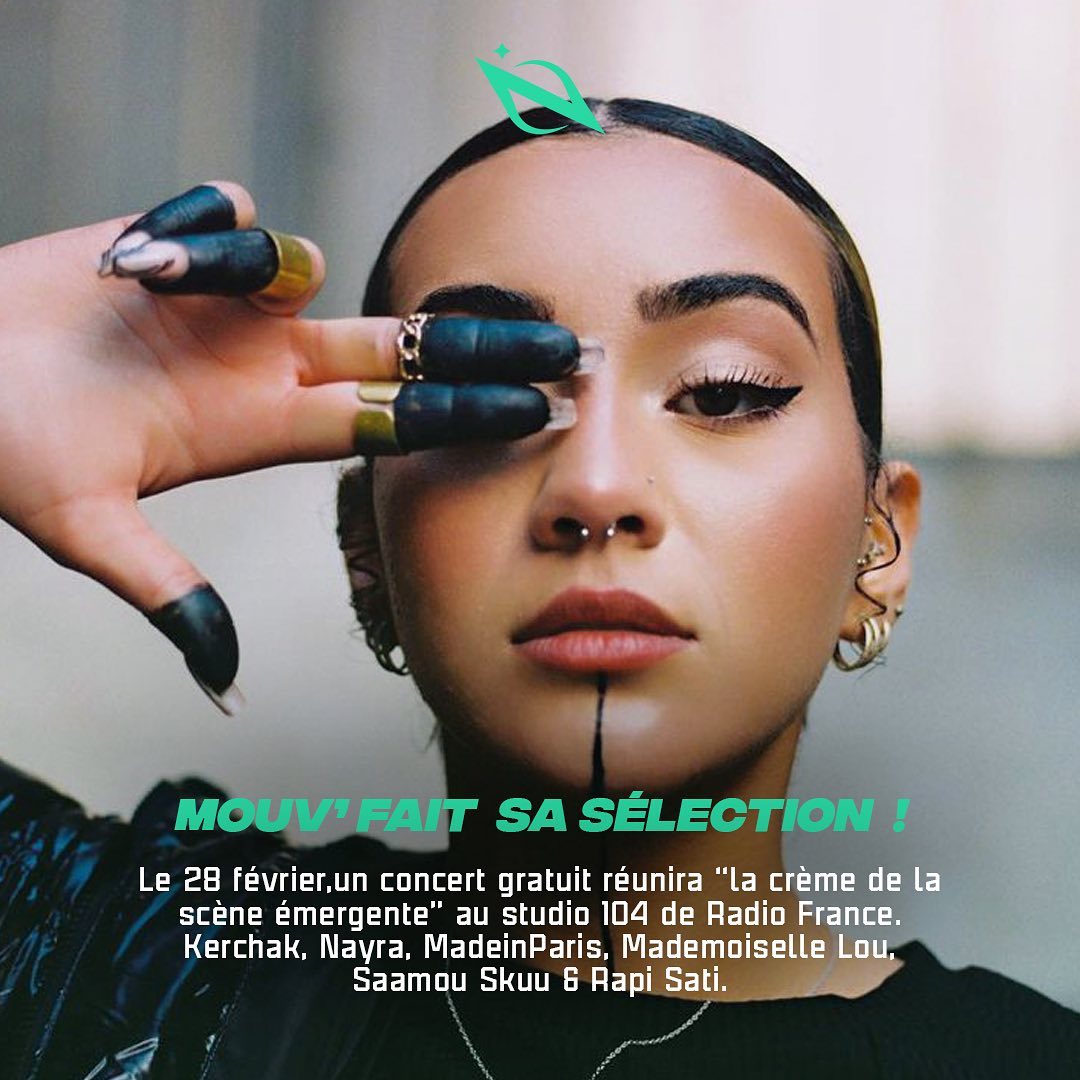 MOUV' FAIT SA SÉLECTION !
Le 28 février,un concert gratuit réunira “la crème de la
scène émergente” au studio 104 de Radio France.
Kerchak, Nayra, MadeinParis, Mademoiselle Lou,
Saamou Skuu & Rapi Sati.